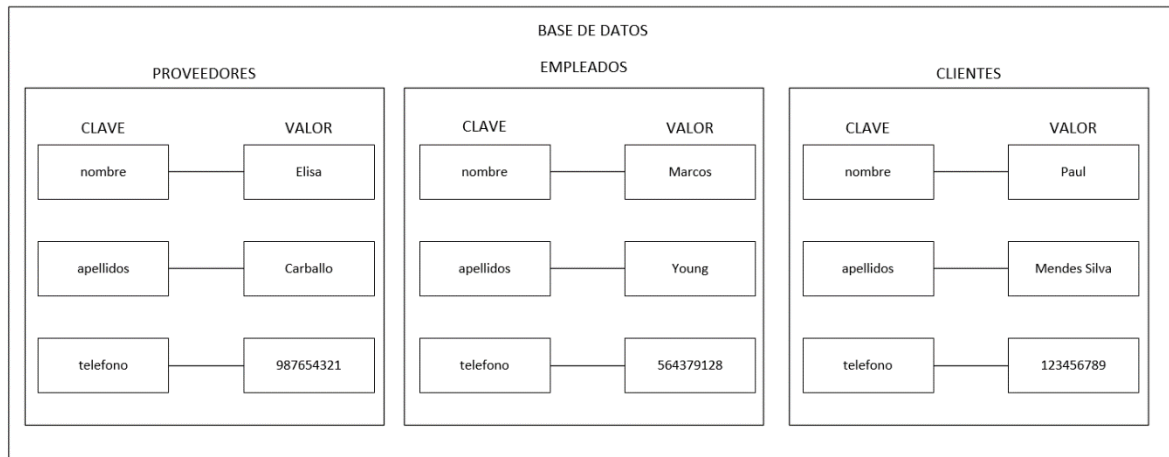 BASE DE DATOS
PROVEEDORES
CLAVE VALOR
nombre Elisa
apellidos Carballo
telefono 987654321
EMPLEADOS
CLAVE VALOR
nombre Marcos
apellidos Young
telefono 564379128
CLIENTES
CLAVE VALOR
nombre Paul
apellidos Mendes Silva
telefono 123456789